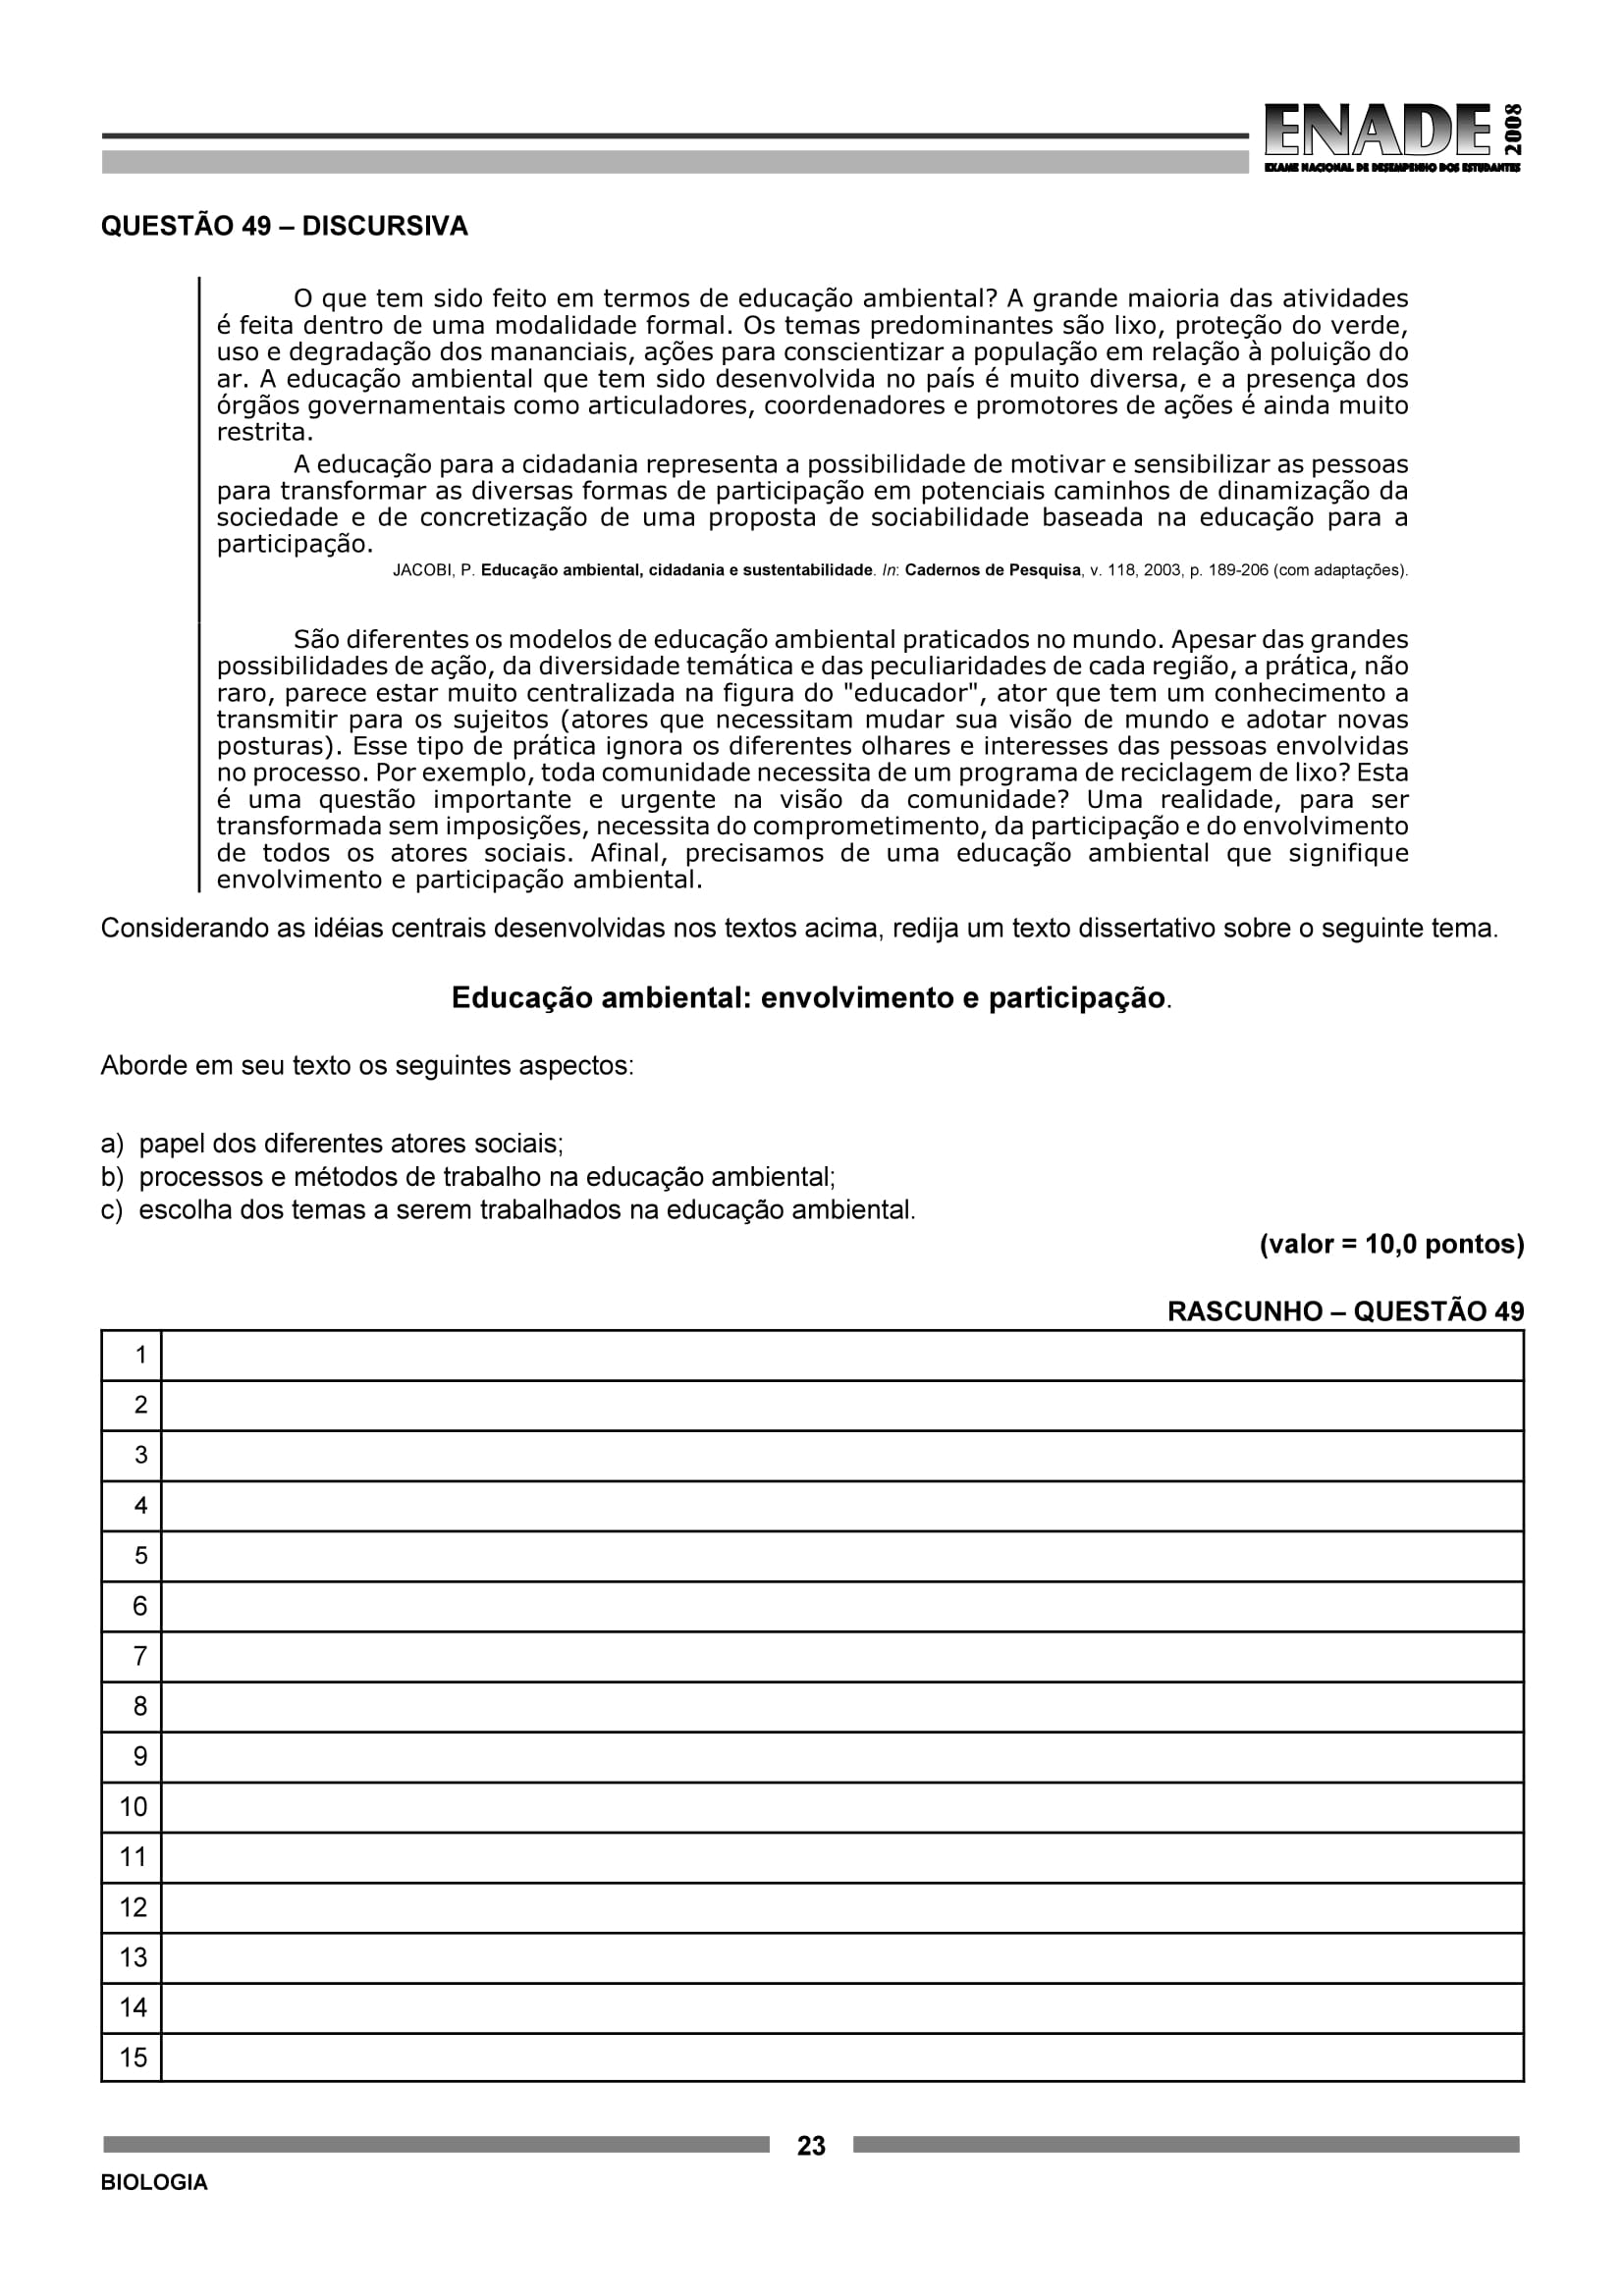 ENADE 2008
EXAME NACIONAL DE DESEMPENHO DOS ESTUDANTES
QUESTÃO 49 – DISCURSIVA
O que tem sido feito em termos de educação ambiental? A grande maioria das atividades
é feita dentro de uma modalidade formal. Os temas predominantes são lixo, proteção do verde,
uso e degradação dos mananciais, ações para conscientizar a população em relação à poluição do
ar. A educação ambiental que tem sido desenvolvida no país é muito diversa, e a presença dos
órgãos governamentais como articuladores, coordenadores e promotores de ações é ainda muito
restrita.
A educação para a cidadania representa a possibilidade de motivar e sensibilizar as pessoas
para transformar as diversas formas de participação em potenciais caminhos de dinamização da
sociedade e de concretização de uma proposta de sociabilidade baseada na educação para a
participação.
JACOBI, P. Educação ambiental, cidadania e sustentabilidade. In: Cadernos de Pesquisa, v. 118, 2003, p. 189-206 (com adaptações).
São diferentes os modelos de educação ambiental praticados no mundo. Apesar das grandes
possibilidades de ação, da diversidade temática e das peculiaridades de cada região, a prática, não
raro, parece estar muito centralizada na figura do "educador", ator que tem um conhecimento a
transmitir para os sujeitos (atores que necessitam mudar sua visão de mundo e adotar novas
posturas). Esse tipo de prática ignora os diferentes olhares e interesses das pessoas envolvidas
no processo. Por exemplo, toda comunidade necessita de um programa de reciclagem de lixo? Esta
é uma questão importante e urgente na visão da comunidade? Uma realidade, para ser
transformada sem imposições, necessita do comprometimento, da participação e do envolvimento
de todos os atores sociais. Afinal, precisamos de uma educação ambiental que signifique
envolvimento e participação ambiental.
Considerando as idéias centrais desenvolvidas nos textos acima, redija um texto dissertativo sobre o seguinte tema.
Educação ambiental: envolvimento e participação.
Aborde em seu texto os seguintes aspectos:
a) papel dos diferentes atores sociais;
b) processos e métodos de trabalho na educação ambiental;
c) escolha dos temas a serem trabalhados na educação ambiental.
(valor = 10,0 pontos)
RASCUNHO – QUESTÃO 49
1
2
3
4
5
6
7
8
9
10
11
12
13
14
15
23
BIOLOGIA